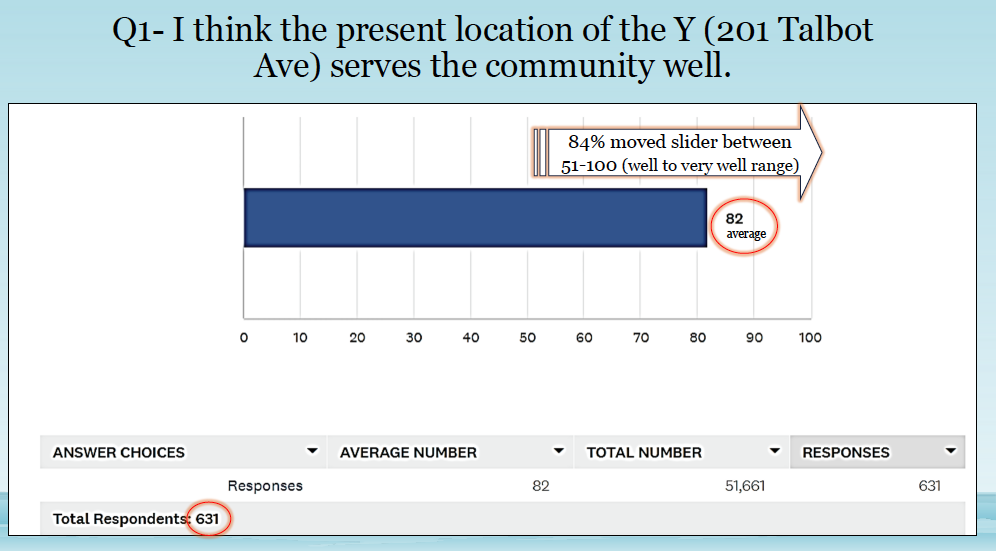 Q1- I think the present location of the Y (201 Talbot
Ave) serves the community well.
84% moved slider between
51-100 (well to very well range)
82
average
0 10 20 30 40 50 60 70 80 90 100
ANSWER CHOICES AVERAGE NUMBER TOTAL NUMBER RESPONSES
Responses 82 51,661 631
Total Respondents: 631